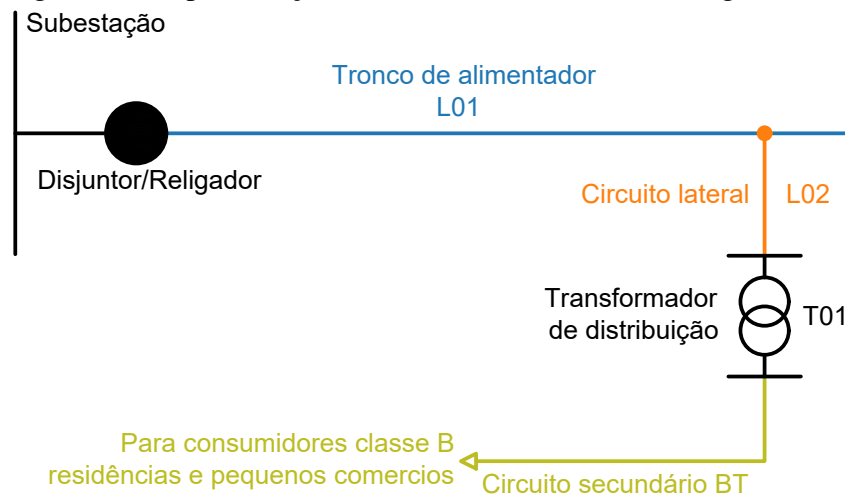 Subestação
Tronco de alimentador
L01
Disjuntor/Religador
Circuito lateral
L02
Transformador
de distribuição
T01
Para consumidores classe B
residências e pequenos comercios
Circuito secundário BT